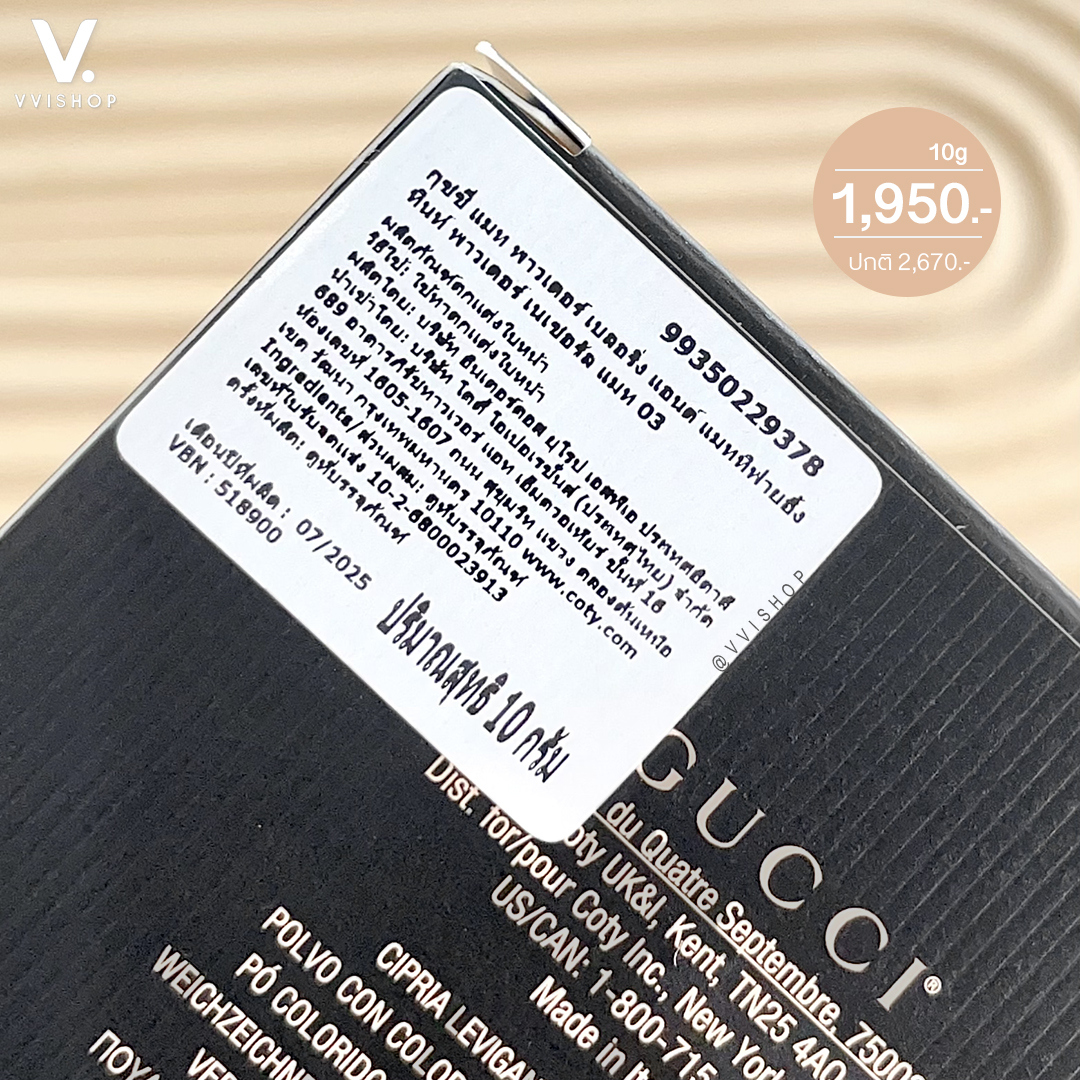 V.
VVISHOP
10g
1,950.-
ปกติ 2,670.-
99350229378
กุชชี่ แมท พาวเดอร์ เบลอริ่ง แอนด์ แมททิฟายอิ้ง
ทินท์ พาวเดอร์ เนเชอรัล แมท 03
ผลิตภัณฑ์ตกแต่งใบหน้า
วิธีใช้: ใช้ทาตกแต่งใบหน้า
ผลิตโดย: บริษัท อินเตอร์คอส ยุโรป เอสพีเอ ประเทศอิตาลี
นำเข้าโดย: บริษัท โคตี้ โอเปอเรชั่นส์ (ประเทศไทย) จำกัด
689 อาคารภิรัชทาวเวอร์ แอท เอ็มควอเทียร์ ชั้นที่ 16
ห้องเลขที่ 1605-1607 ถนน สุขุมวิท แขวง คลองตันเหนือ
เขต วัฒนา กรุงเทพมหานคร 10110 www.coty.com
Ingredients/ส่วนผสม: ดูที่บรรจุภัณฑ์
เลขที่ใบรับจดแจ้ง 10-2-6800023913
ครั้งที่ผลิต: ดูที่บรรจุภัณฑ์
เดือนปีที่ผลิต : 07/2025
VBN : 518900
ปริมาณสุทธิ 10 กรัม
@VVISHOP
GUCCI®
du Quatre Septembre, 7500
Coty UK&I, Kent, TN25 4AQ
Dist. for/pour Coty Inc., New York
US/CAN: 1-800-715
Made in It
CIPRIA LEVIGAN
POLVO CON COLOR
PÓ COLORIDO
WEICHZEICHNE
VER
ΠΟΥ